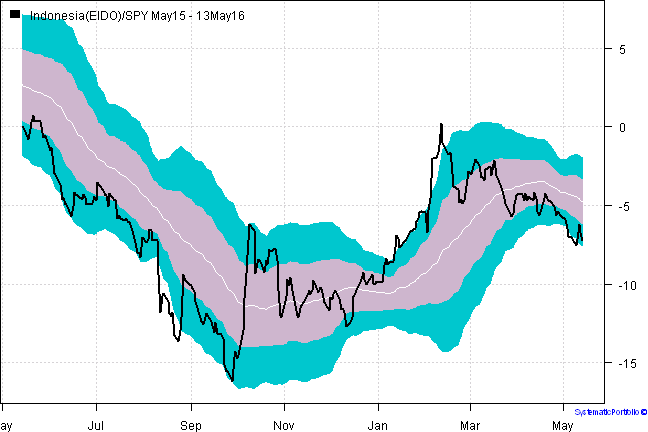 Indonesia(EIDO)/SPY May15 - 13May16
5
0
-5
-10
-15
SystematicPortfolio ©
ay Jul Sep Nov Jan Mar May